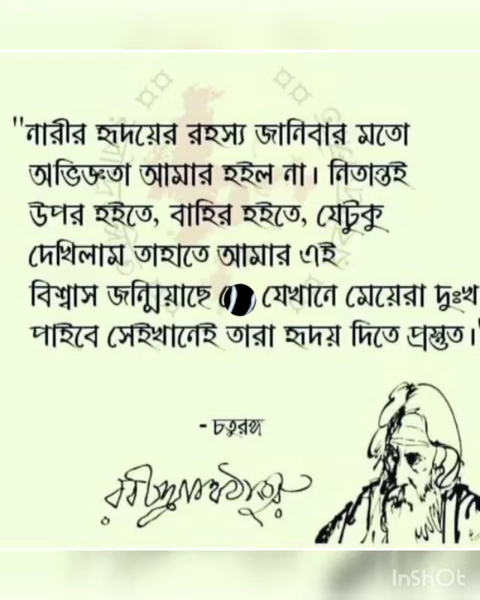 "নারীর হৃদয়ের রহস্য জানিবার মতো
অভিজ্ঞতা আমার হইল না। নিতান্তই
উপর হইতে, বাহির হইতে, যেটুকু
দেখিলাম তাহাতে আমার এই
বিশ্বাস জন্মিয়াছে যেখানে মেয়েরা দুঃখ
পাইবে সেইখানেই তারা হৃদয় দিতে প্রস্তুত।"
- চতুরঙ্গ
রবীন্দ্রনাথ ঠাকুর
InShOt